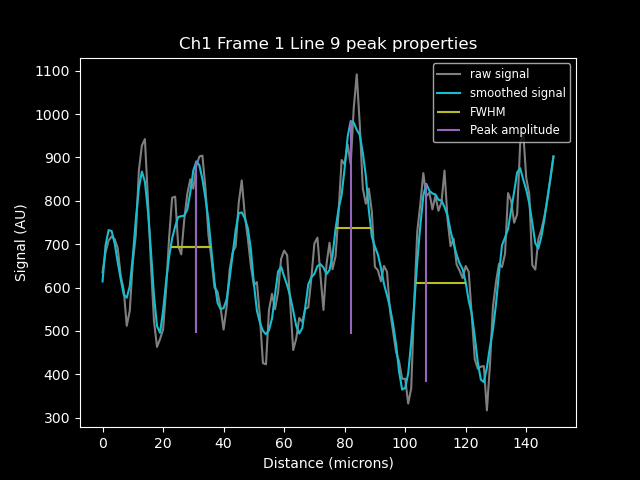 Ch1 Frame 1 Line 9 peak properties
raw signal
smoothed signal
FWHM
Peak amplitude
Signal (AU)
1100
1000
900
800
700
600
500
400
300
0 20 40 60 80 100 120 140
Distance (microns)